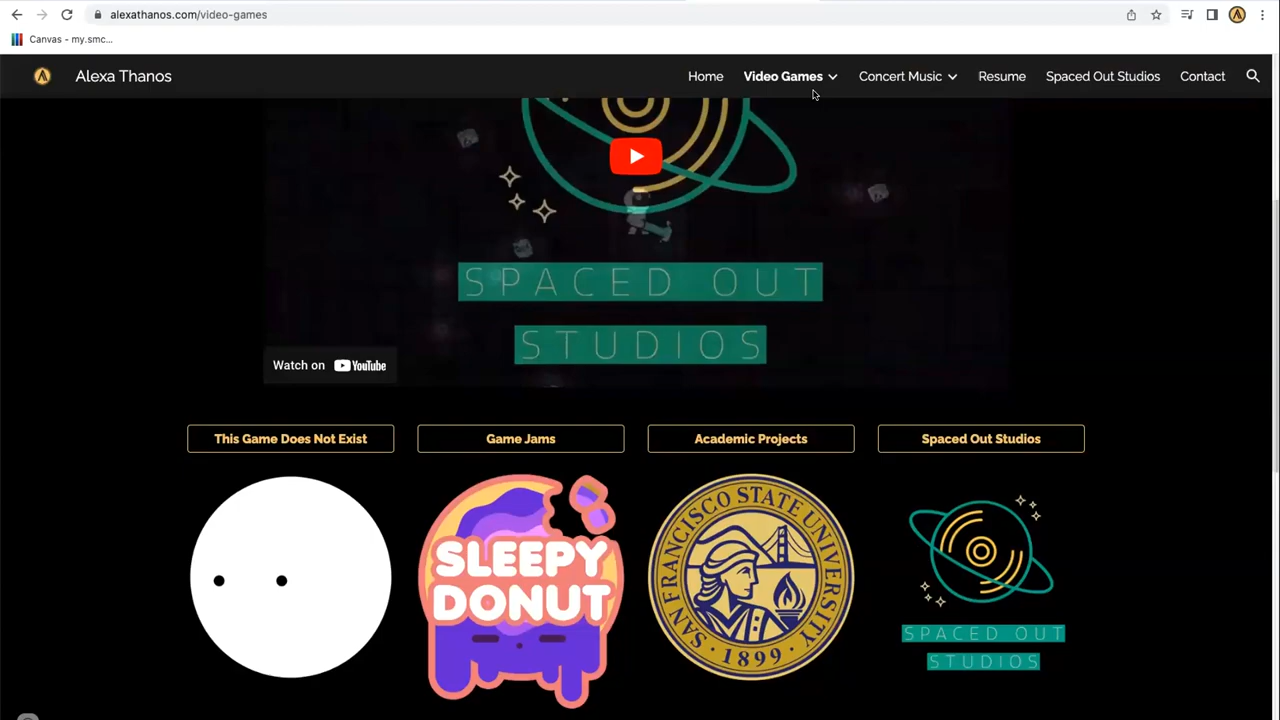 alexathanos.com/video-games
Canvas - my.smc...
Alexa Thanos
Home
Video Games
Concert Music
Resume
Spaced Out Studios
Contact
SPACED OUT
STUDIOS
Watch on YouTube
This Game Does Not Exist
Game Jams
Academic Projects
Spaced Out Studios
SLEEPY
DONUT
SAN FRANCISCO STATE UNIVERSITY
1899
SPACED OUT
STUDIOS